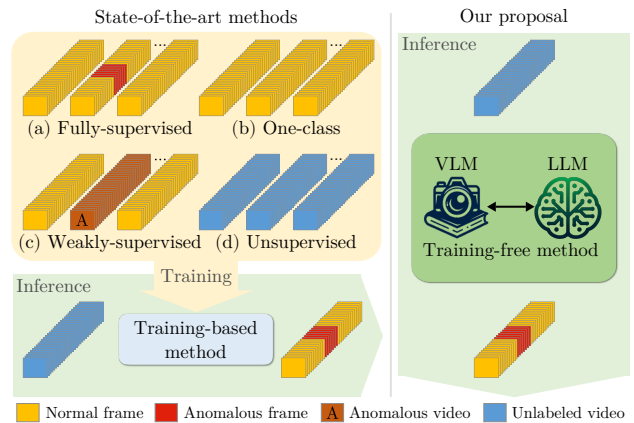 State-of-the-art methods
...
...
(a) Fully-supervised
(b) One-class
...
...
A
(c) Weakly-supervised
(d) Unsupervised
Training
Inference
Training-based
method
Our proposal
Inference
VLM
LLM
Training-free method
Normal frame
Anomalous frame
A
Anomalous video
Unlabeled video